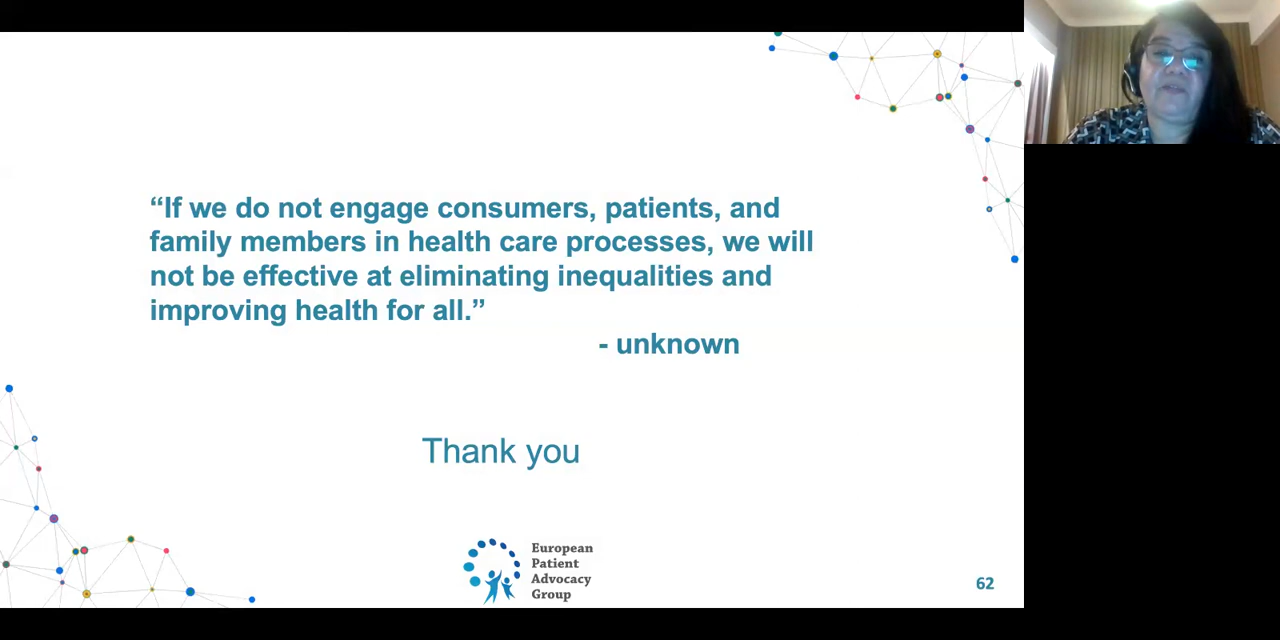 “If we do not engage consumers, patients, and
family members in health care processes, we will
not be effective at eliminating inequalities and
improving health for all.”
- unknown
Thank you
European
Patient
Advocacy
Group
62